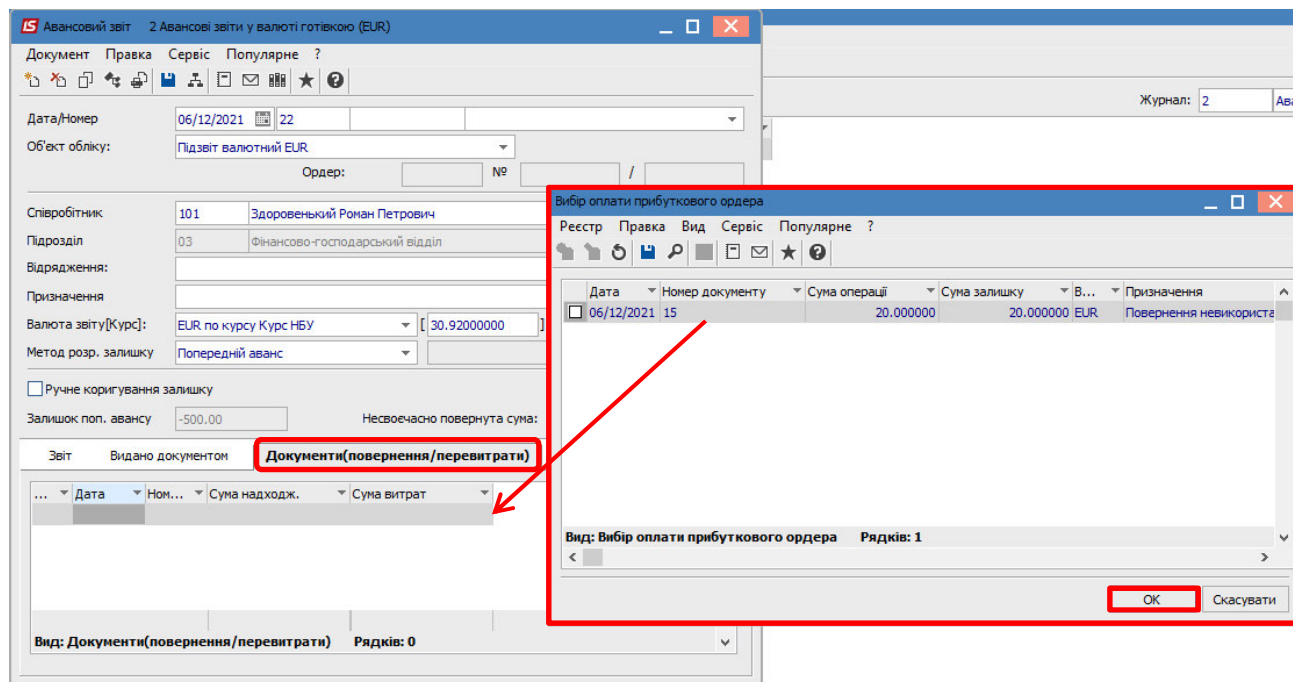 Авансовий звіт 2 Авансові звіти у валюті готівкою (EUR)
Документ Правка Сервіс Популярне ?
Журнал: 2 Ава
Дата/Номер 06/12/2021 22
Об'єкт обліку: Підзвіт валютний EUR
Ордер: № /
Співробітник 101 Здоровенький Роман Петрович
Підрозділ 03 Фінансово-господарський відділ
Відрядження:
Призначення
Валюта звіту[Курс]: EUR по курсу Курс НБУ [ 30.92000000 ]
Метод розр. залишку Попередній аванс
Ручне коригування залишку
Залишок поп. авансу -500.00 Несвоечасно повернута сума:
Звіт Видано документом Документи(повернення/перевитрати)
... Дата Ном... Сума надходж. Сума витрат
Вид: Документи(повернення/перевитрати) Рядків: 0
Вибір оплати прибуткового ордера
Реєстр Правка Вид Сервіс Популярне ?
Дата Номер документу Сума операції Сума залишку В... Призначення
06/12/2021 15 20.000000 20.000000 EUR Повернення невикориста
Вид: Вибір оплати прибуткового ордера Рядків: 1
OK Скасувати